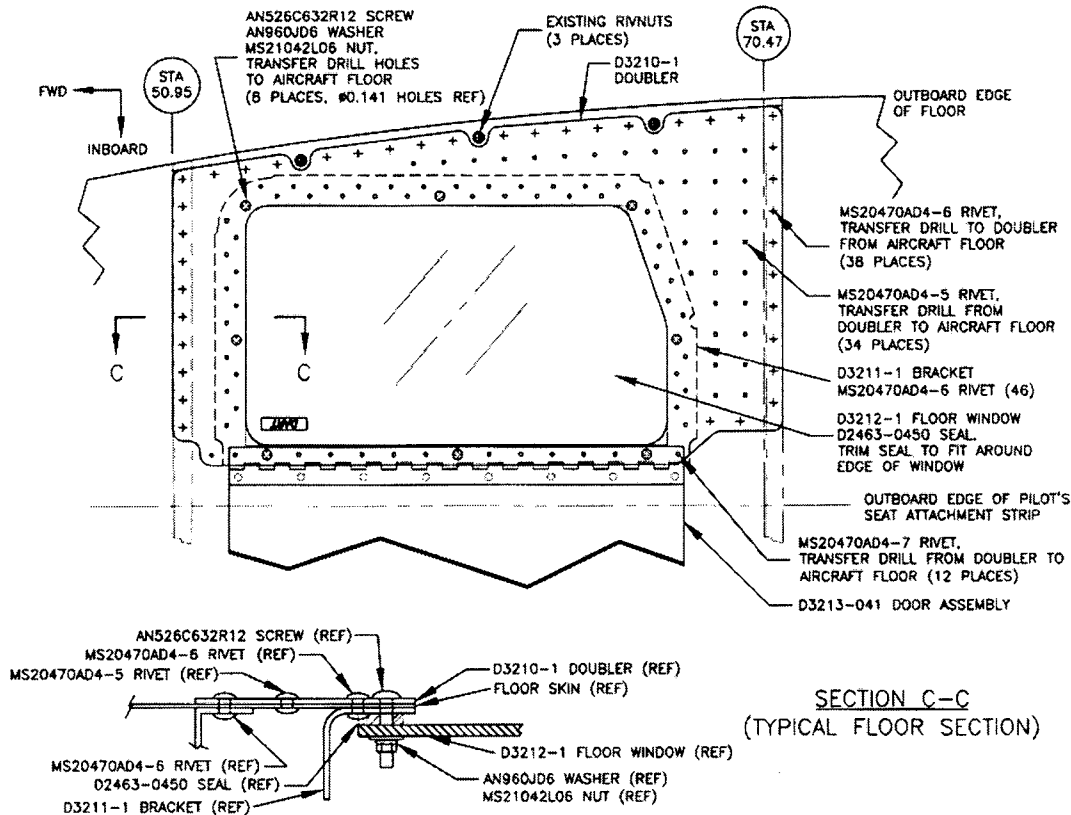 AN526C632R12 SCREW
AN960JD6 WASHER
MS21042L06 NUT,
TRANSFER DRILL HOLES
TO AIRCRAFT FLOOR
(8 PLACES, ø0.141 HOLES REF)
EXISTING RIVNUTS
(3 PLACES)
D3210-1
DOUBLER
STA
70.47
STA
50.95
FWD
INBOARD
OUTBOARD EDGE
OF FLOOR
MS20470AD4-6 RIVET,
TRANSFER DRILL TO DOUBLER
FROM AIRCRAFT FLOOR
(38 PLACES)
MS20470AD4-5 RIVET,
TRANSFER DRILL FROM
DOUBLER TO AIRCRAFT FLOOR
(34 PLACES)
C
C
D3211-1 BRACKET
MS20470AD4-6 RIVET (46)
D3212-1 FLOOR WINDOW
D2463-0450 SEAL,
TRIM SEAL TO FIT AROUND
EDGE OF WINDOW
DART
OUTBOARD EDGE OF PILOT'S
SEAT ATTACHMENT STRIP
MS20470AD4-7 RIVET,
TRANSFER DRILL FROM DOUBLER TO
AIRCRAFT FLOOR (12 PLACES)
D3213-041 DOOR ASSEMBLY
AN526C632R12 SCREW (REF)
MS20470AD4-6 RIVET (REF)
MS20470AD4-5 RIVET (REF)
D3210-1 DOUBLER (REF)
FLOOR SKIN (REF)
MS20470AD4-6 RIVET (REF)
D2463-0450 SEAL (REF)
D3211-1 BRACKET (REF)
D3212-1 FLOOR WINDOW (REF)
AN960JD6 WASHER (REF)
MS21042L06 NUT (REF)
SECTION C-C
(TYPICAL FLOOR SECTION)